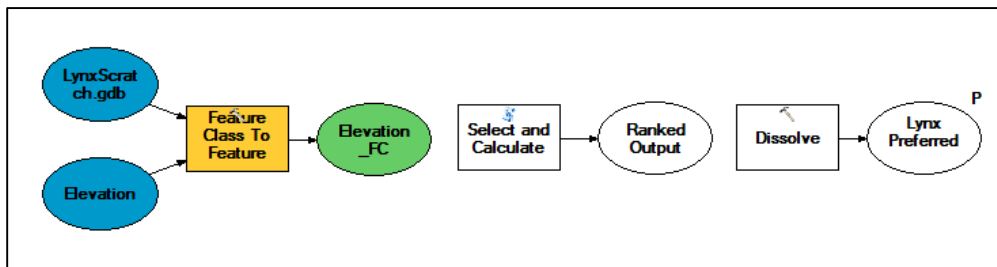 LynxScrat
ch.gdb
Elevation
Feature
Class To
Feature
Elevation
_FC
Select and
Calculate
Ranked
Output
Dissolve
P
Lynx
Preferred